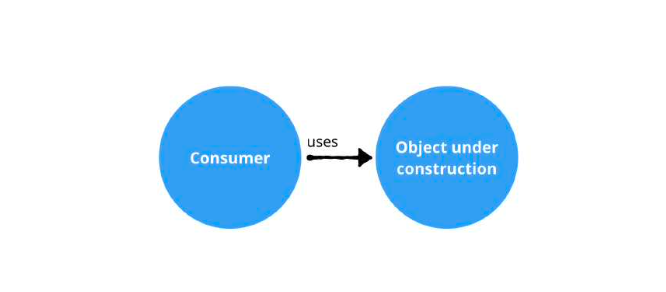 Consumer
uses
Object under
construction